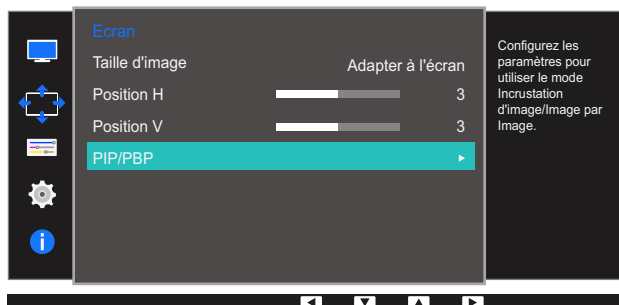 Ecran
Taille d'image Adapter à l'écran
Position H 3
Position V 3
PIP/PBP
Configurez les
paramètres pour
utiliser le mode
Incrustation
d'image/Image par
Image.